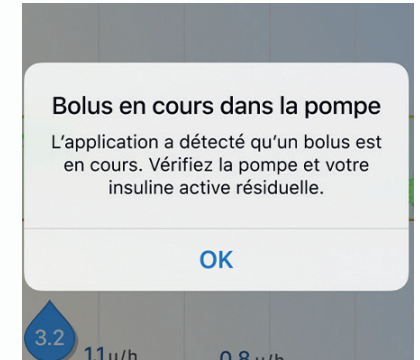 Bolus en cours dans la pompe
L'application a détecté qu'un bolus est
en cours. Vérifiez la pompe et votre
insuline active résiduelle.
OK
3.2
11u/h 0.8 u/h